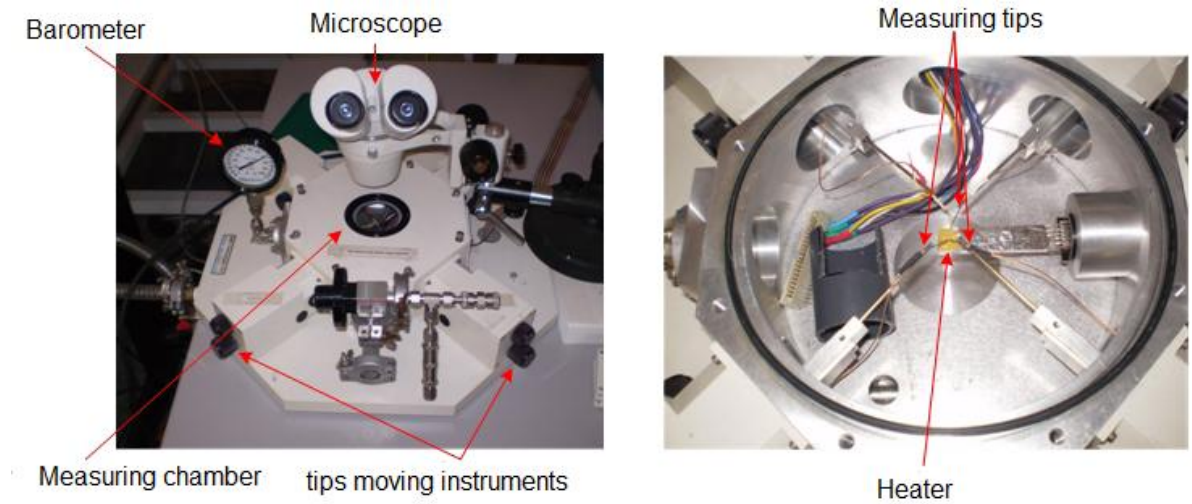 Barometer
Microscope
Measuring tips
Measuring chamber
tips moving instruments
Heater